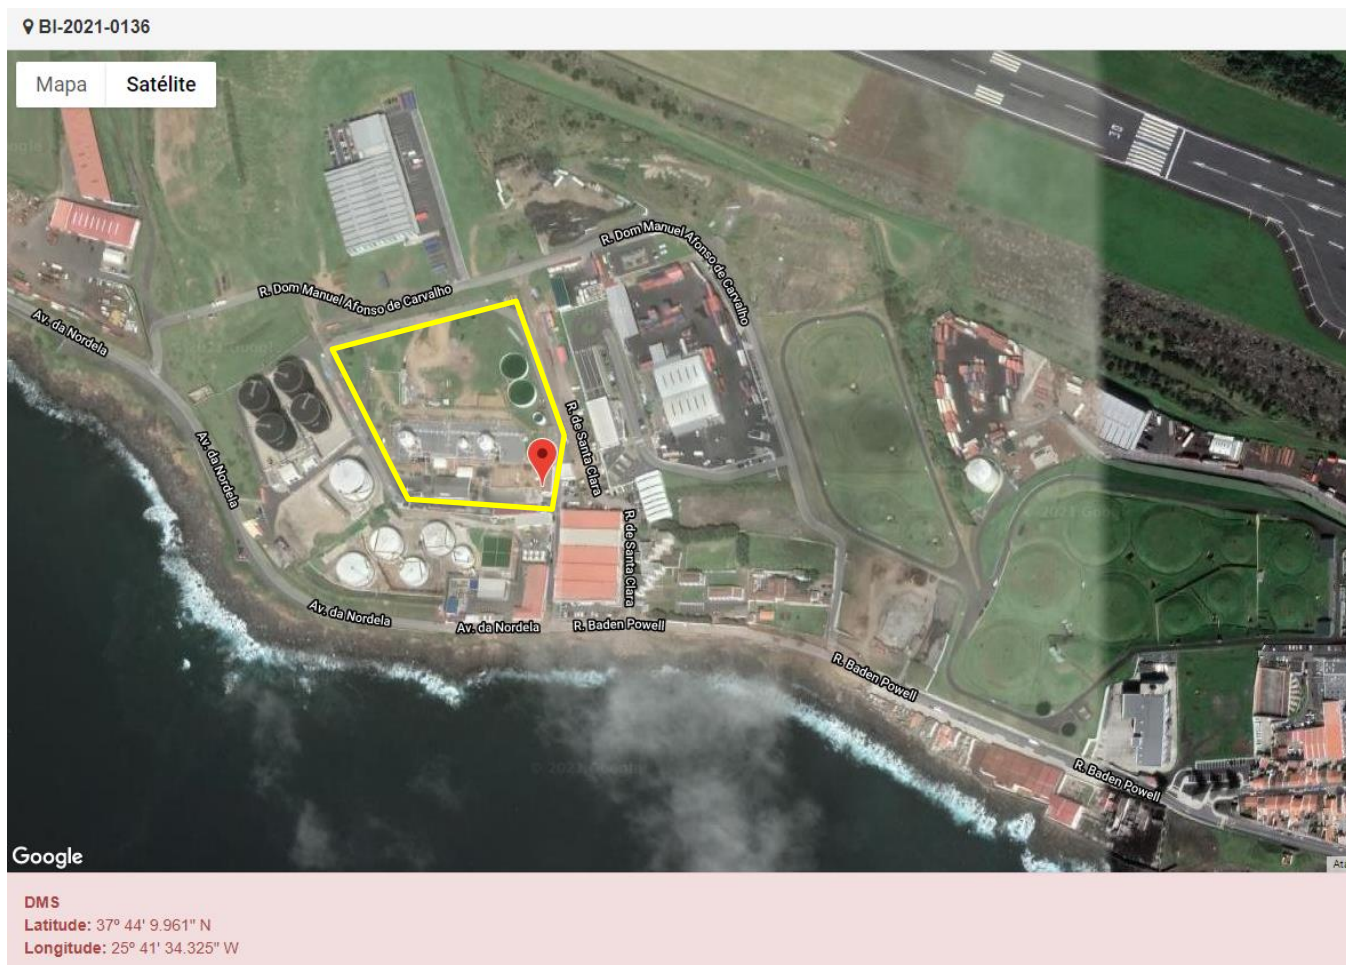 BI-2021-0136
Mapa Satélite
30
R. Dom Manuel Afonso de Carvalho
R. Dom Manuel Afonso de Carvalho
Av. da Nordela
Av. da Nordela
R. de Santa Clara
R. de Santa Clara
Av. da Nordela
Av. da Nordela
R. Baden Powell
R. Baden Powell
R. Baden Powell
Google
DMS
Latitude: 37º 44' 9.961" N
Longitude: 25º 41' 34.325" W